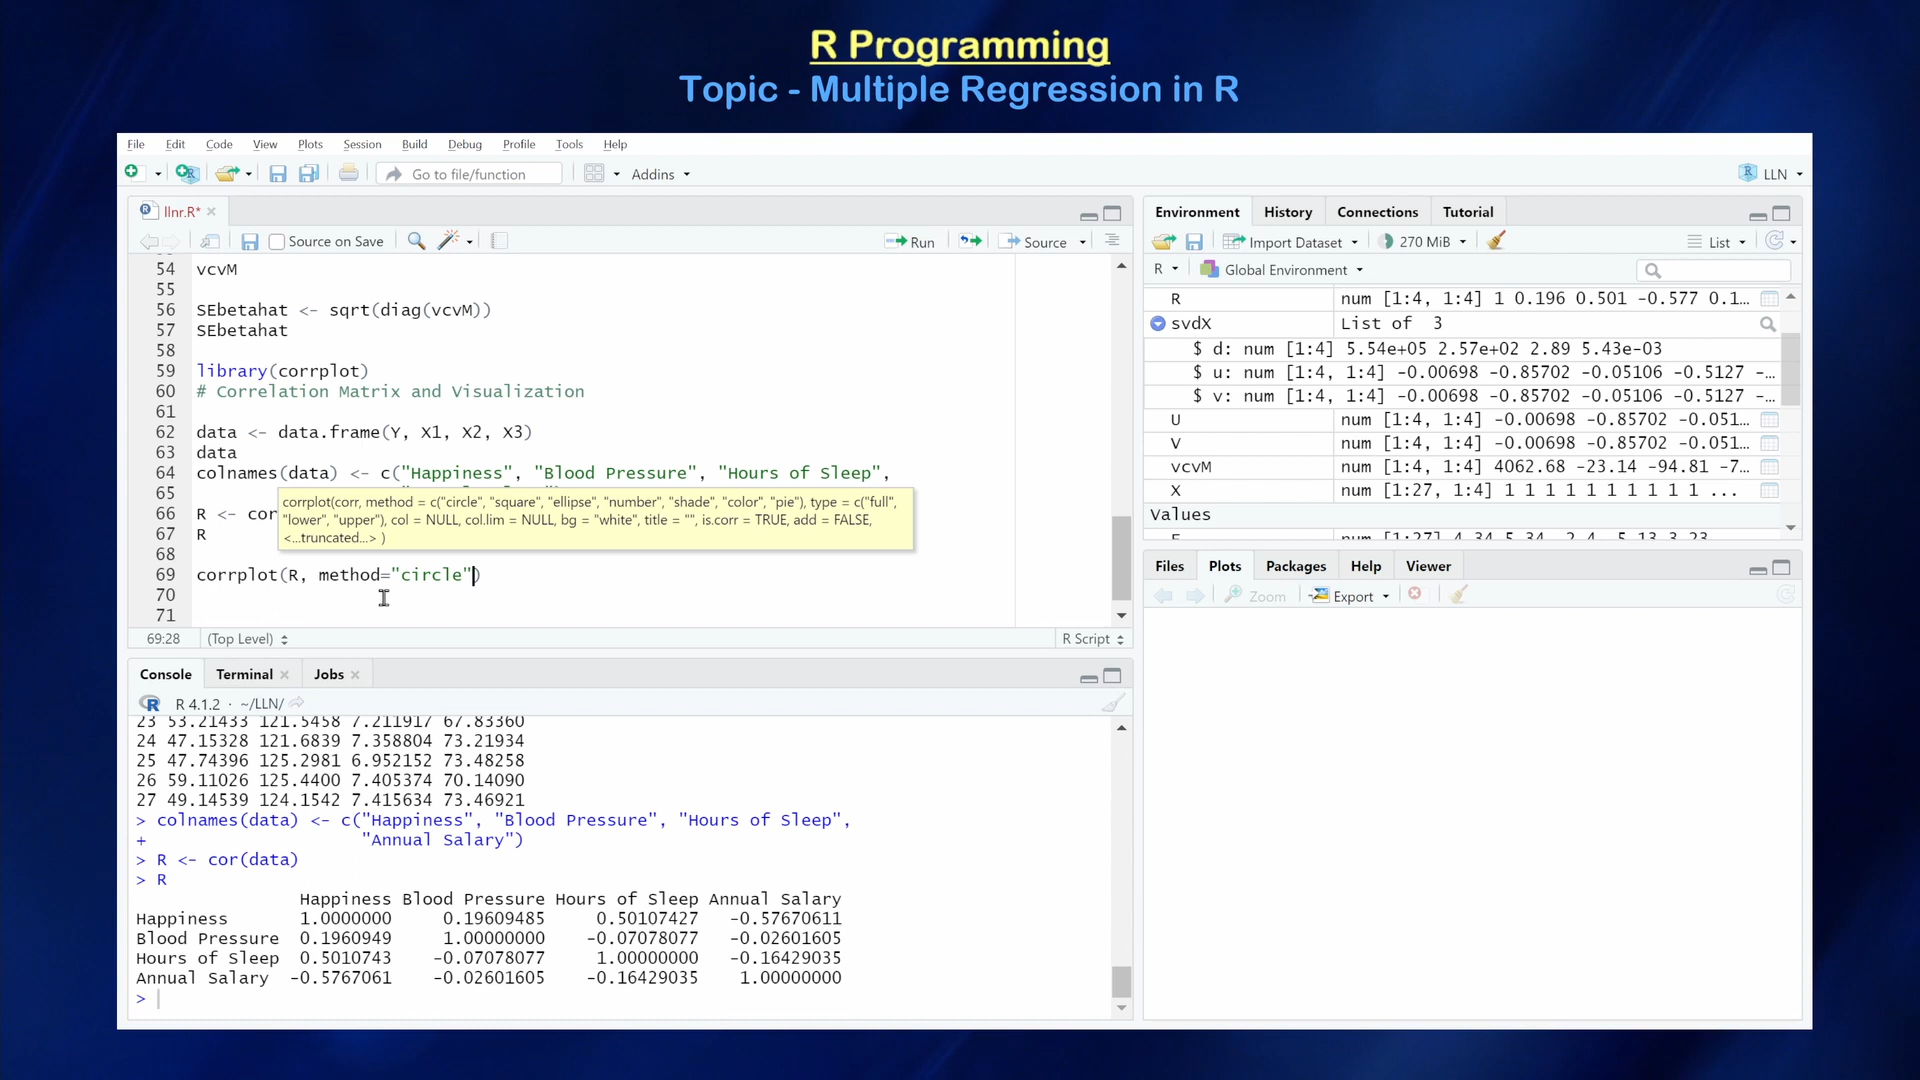 R Programming
Topic - Multiple Regression in R
File Edit Code View Plots Session Build Debug Profile Tools Help
Go to file/function
Addins
LLN
llnr.R*
Source on Save
Run
Source
54 vcvM
55
56 SEbetahat <- sqrt(diag(vcvM))
57 SEbetahat
58
59 library(corrplot)
60 # Correlation Matrix and Visualization
61
62 data <- data.frame(Y, X1, X2, X3)
63 data
64 colnames(data) <- c("Happiness", "Blood Pressure", "Hours of Sleep",
65
corrplot(corr, method = c("circle", "square", "ellipse", "number", "shade", "color", "pie"), type = c("full",
66 R <- cor
"lower", "upper"), col = NULL, col.lim = NULL, bg = "white", title = "", is.corr = TRUE, add = FALSE,
67 R
<...truncated...> )
68
69 corrplot(R, method="circle")
70
71
69:28 (Top Level) R Script
Console Terminal Jobs
R 4.1.2 · ~/LLN/
23 53.21433 121.5458 7.211917 67.83360
24 47.15328 121.6839 7.358804 73.21934
25 47.74396 125.2981 6.952152 73.48258
26 59.11026 125.4400 7.405374 70.14090
27 49.14539 124.1542 7.415634 73.46921
> colnames(data) <- c("Happiness", "Blood Pressure", "Hours of Sleep",
+ "Annual Salary")
> R <- cor(data)
> R
Happiness Blood Pressure Hours of Sleep Annual Salary
Happiness 1.0000000 0.19609485 0.50107427 -0.57670611
Blood Pressure 0.1960949 1.00000000 -0.07078077 -0.02601605
Hours of Sleep 0.5010743 -0.07078077 1.00000000 -0.16429035
Annual Salary -0.5767061 -0.02601605 -0.16429035 1.00000000
>
Environment History Connections Tutorial
Import Dataset 270 MiB List
R Global Environment
R num [1:4, 1:4] 1 0.196 0.501 -0.577 0.1...
svdX List of 3
$ d: num [1:4] 5.54e+05 2.57e+02 2.89 5.43e-03
$ u: num [1:4, 1:4] -0.00698 -0.85702 -0.05106 -0.5127 -...
$ v: num [1:4, 1:4] -0.00698 -0.85702 -0.05106 -0.5127 -...
U num [1:4, 1:4] -0.00698 -0.85702 -0.051...
V num [1:4, 1:4] -0.00698 -0.85702 -0.051...
vcvM num [1:4, 1:4] 4062.68 -23.14 -94.81 -7...
X num [1:27, 1:4] 1 1 1 1 1 1 1 1 1 1 ...
Values
Files Plots Packages Help Viewer
Zoom Export